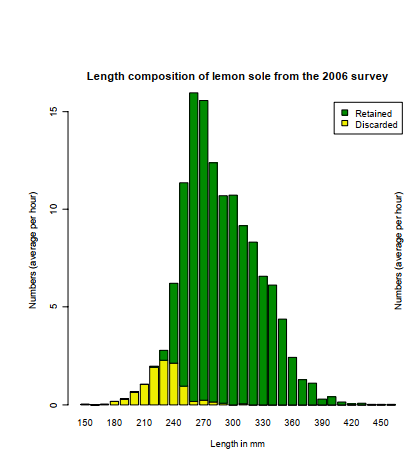 Length composition of lemon sole from the 2006 survey
Retained
Discarded
15
10
5
0
Numbers (average per hour)
Numbers (average per hour)
150 180 210 240 270 300 330 360 390 420 450
Length in mm